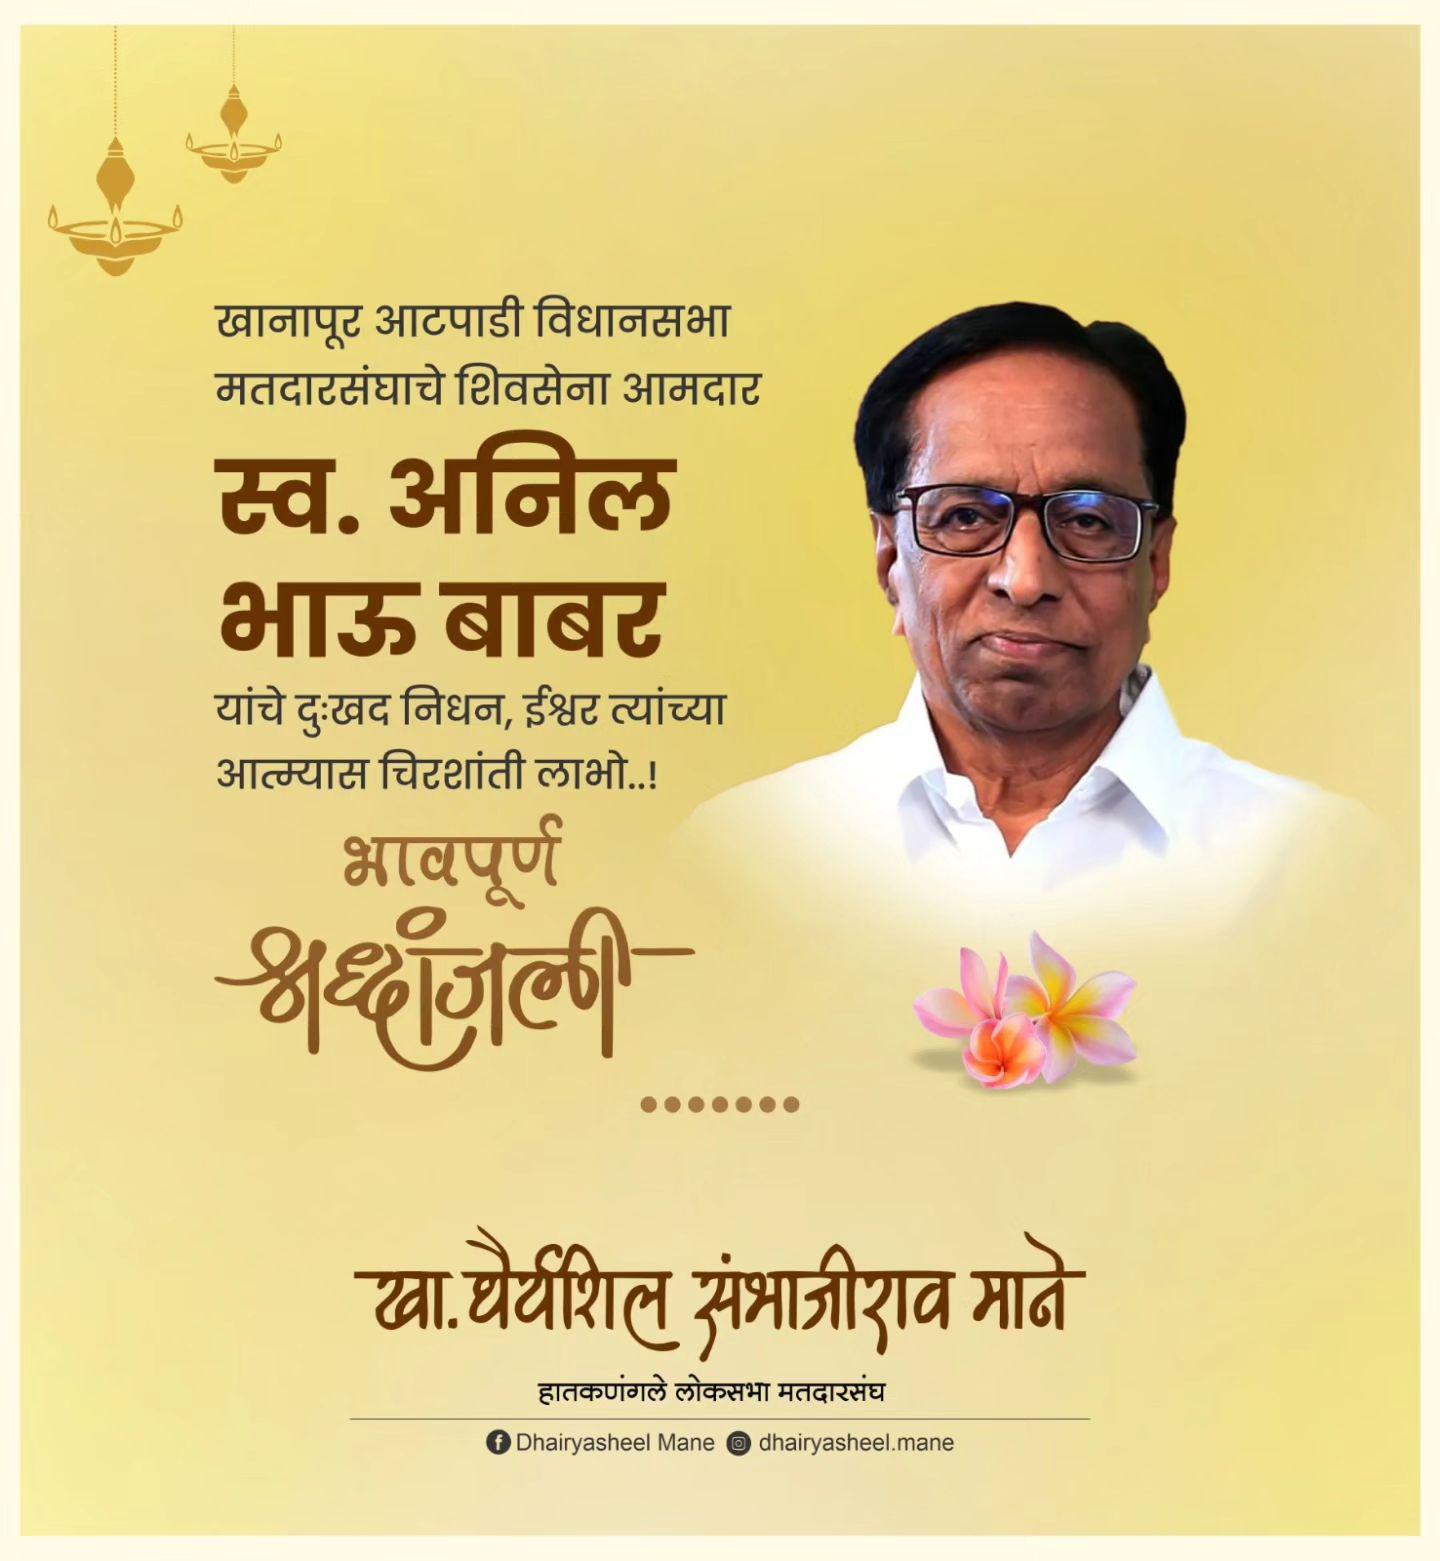 खानापूर आटपाडी विधानसभा
मतदारसंघाचे शिवसेना आमदार
स्व. अनिल
भाऊ बाबर
यांचे दुःखद निधन, ईश्वर त्यांच्या
आत्म्यास चिरशांती लाभो..!
भावपूर्ण
श्रध्दांजली
खा. धैर्यशिल संभाजीराव माने
हातकणंगले लोकसभा मतदारसंघ
Dhairyasheel Mane dhairyasheel.mane